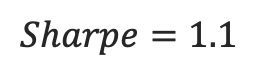 Sharpe = 1.1